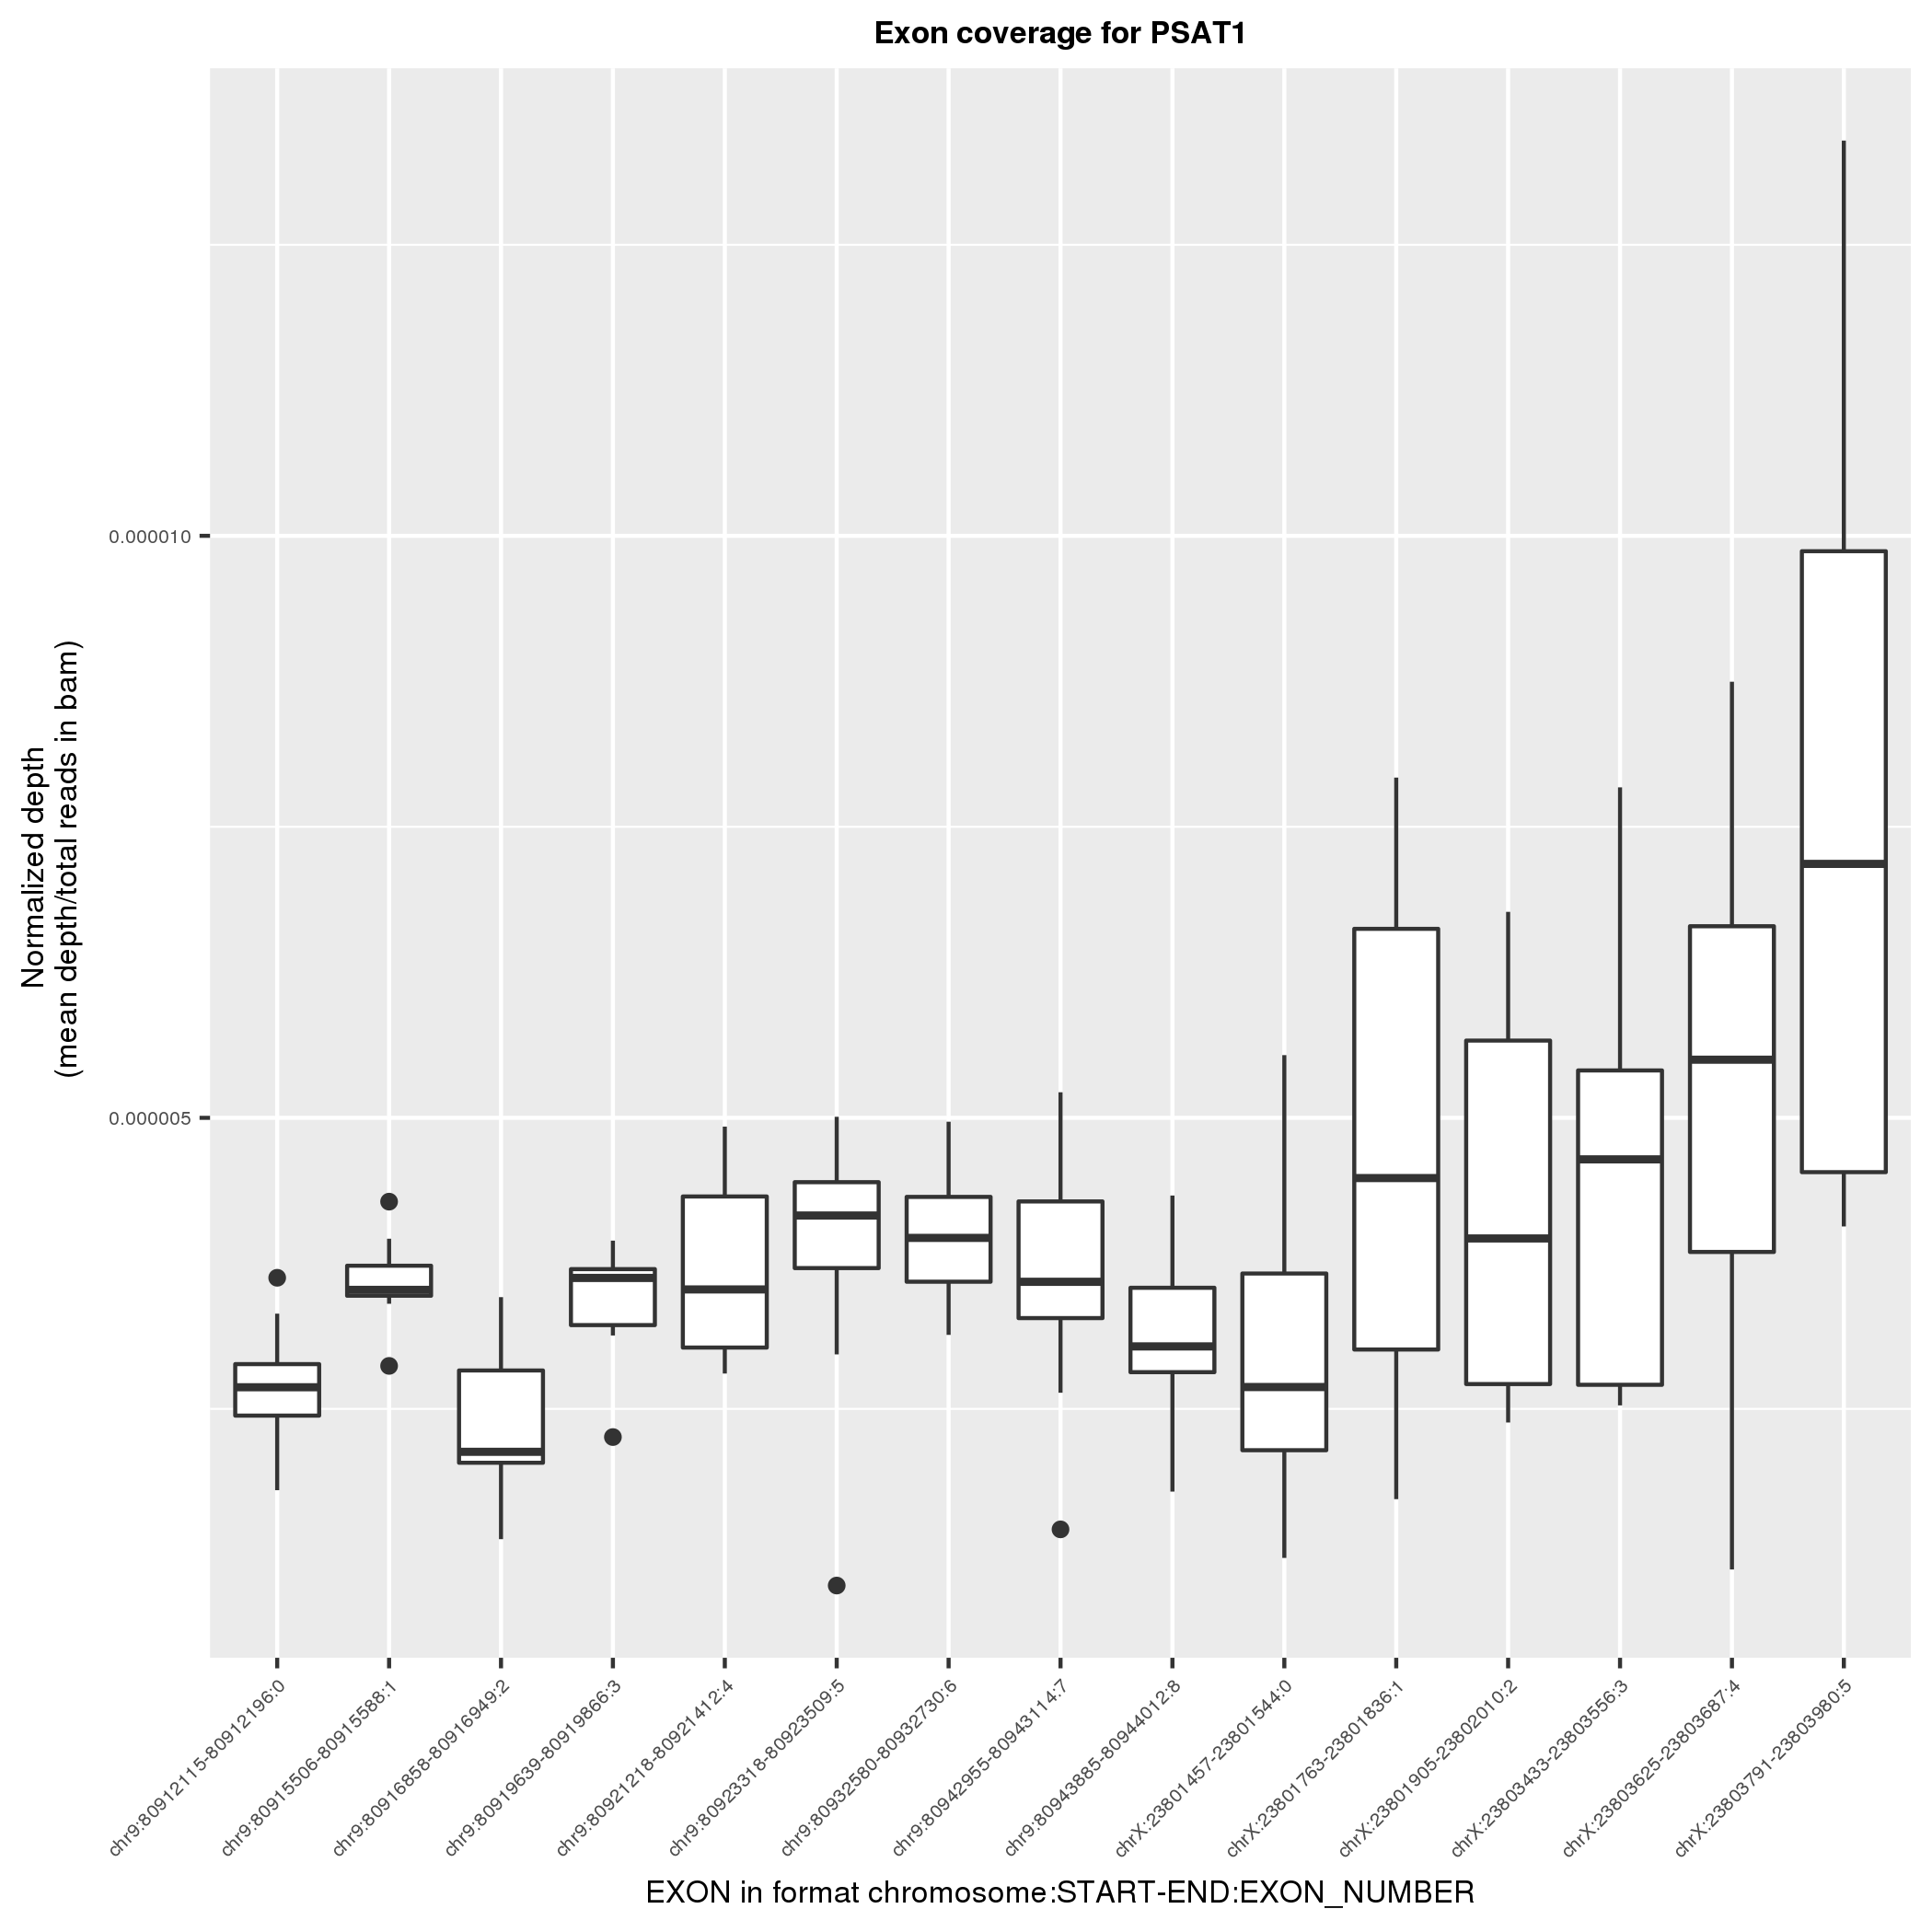 Exon coverage for PSAT1
Normalized depth
(mean depth/total reads in bam)
0.000010
0.000005
chr9:80912115-80912196:0
chr9:80915506-80915588:1
chr9:80916858-80916949:2
chr9:80919639-80919866:3
chr9:80921218-80921412:4
chr9:80923318-80923509:5
chr9:80932580-80932730:6
chr9:80942955-80943114:7
chr9:80943885-80944012:8
chrX:23801457-23801544:0
chrX:23801763-23801836:1
chrX:23801905-23802010:2
chrX:23803433-23803556:3
chrX:23803625-23803687:4
chrX:23803791-23803980:5
EXON in format chromosome:START-END:EXON_NUMBER